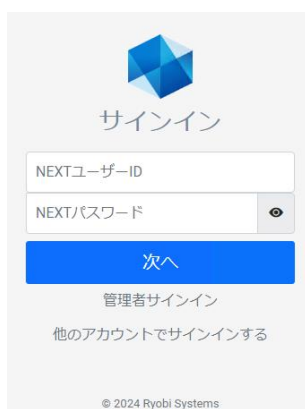 サインイン
NEXTユーザーID
NEXTパスワード
次へ
管理者サインイン
他のアカウントでサインインする
© 2024 Ryobi Systems